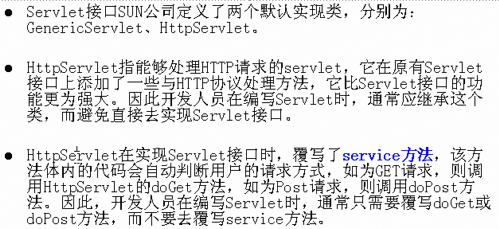 ● Servlet接口SUN公司定义了两个默认实现类，分别为：
GenericServlet、HttpServlet。
● HttpServlet指能够处理HTTP请求的servlet，它在原有Servlet
接口上添加了一些与HTTP协议处理方法，它比Servlet接口的功
能更为强大。因此开发人员在编写Servlet时，通常应继承这个
类，而避免直接去实现Servlet接口。
● HttpServlet在实现Servlet接口时，覆写了service方法，该方
法体内的代码会自动判断用户的请求方式，如为GET请求，则调
用HttpServlet的doGet方法，如为Post请求，则调用doPost方
法。因此，开发人员在编写Servlet时，通常只需要覆写doGet或
doPost方法，而不要去覆写service方法。